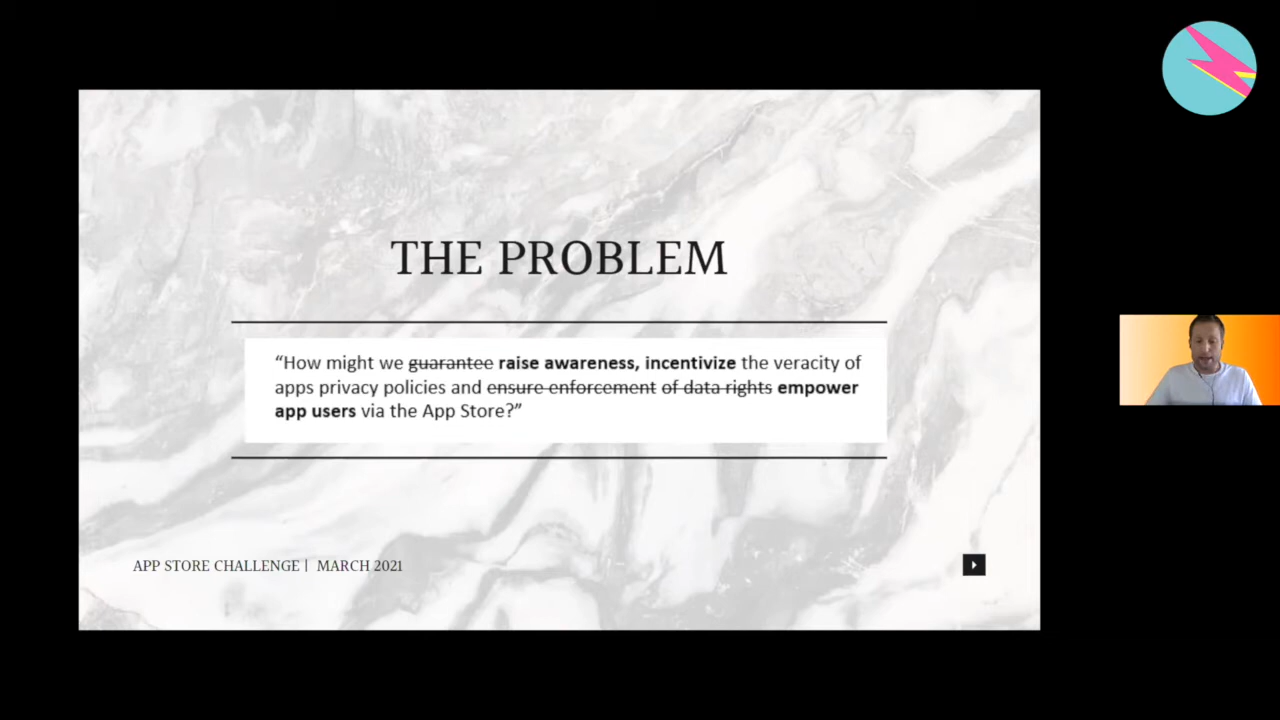 THE PROBLEM
“How might we guarantee raise awareness, incentivize the veracity of
apps privacy policies and ensure enforcement of data rights empower
app users via the App Store?”
APP STORE CHALLENGE | MARCH 2021